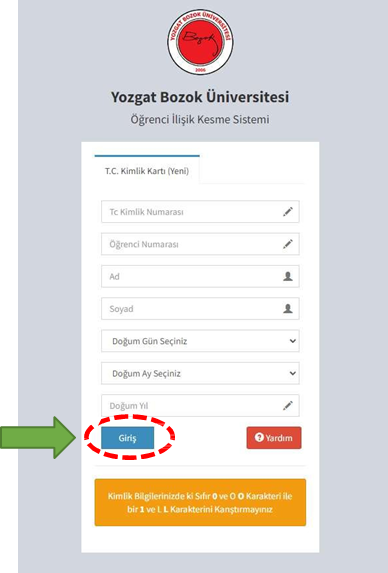 YOZGAT BOZOK ÜNİVERSİTESİ
Bozok
2006
Yozgat Bozok Üniversitesi
Öğrenci İlişik Kesme Sistemi
T.C. Kimlik Kartı (Yeni)
Tc Kimlik Numarası
Öğrenci Numarası
Ad
Soyad
Doğum Gün Seçiniz
Doğum Ay Seçiniz
Doğum Yıl
Giriş
Yardım
Kimlik Bilgilerinizde ki Sıfır 0 ve O O Karakteri ile
bir 1 ve l, L Karakterini Karıştırmayınız